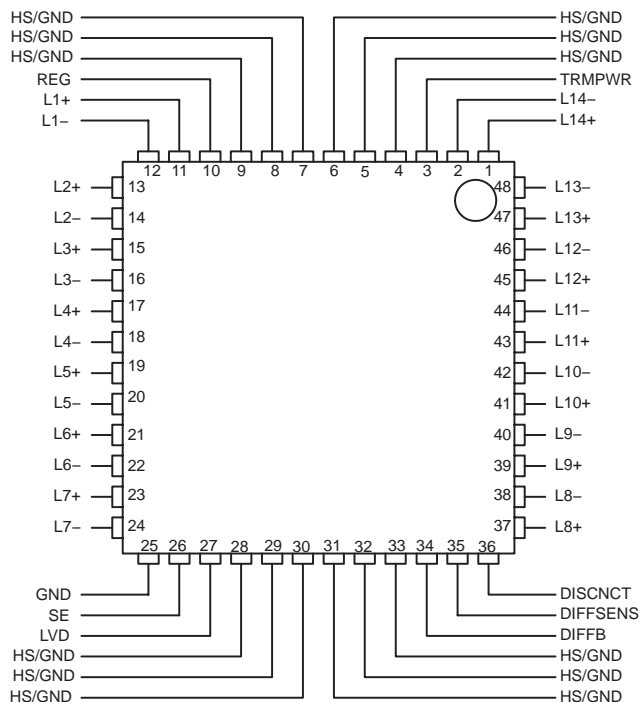 HS/GND HS/GND
HS/GND HS/GND
HS/GND HS/GND
REG TRMPWR
L1+ L14−
L1− L14+
12 11 10 9 8 7 6 5 4 3 2 1
L2+ 13 48 L13−
L2− 14 47 L13+
L3+ 15 46 L12−
L3− 16 45 L12+
L4+ 17 44 L11−
L4− 18 43 L11+
L5+ 19 42 L10−
L5− 20 41 L10+
L6+ 21 40 L9−
L6− 22 39 L9+
L7+ 23 38 L8−
L7− 24 37 L8+
25 26 27 28 29 30 31 32 33 34 35 36
GND DISCNCT
SE DIFFSENS
LVD DIFFB
HS/GND HS/GND
HS/GND HS/GND
HS/GND HS/GND